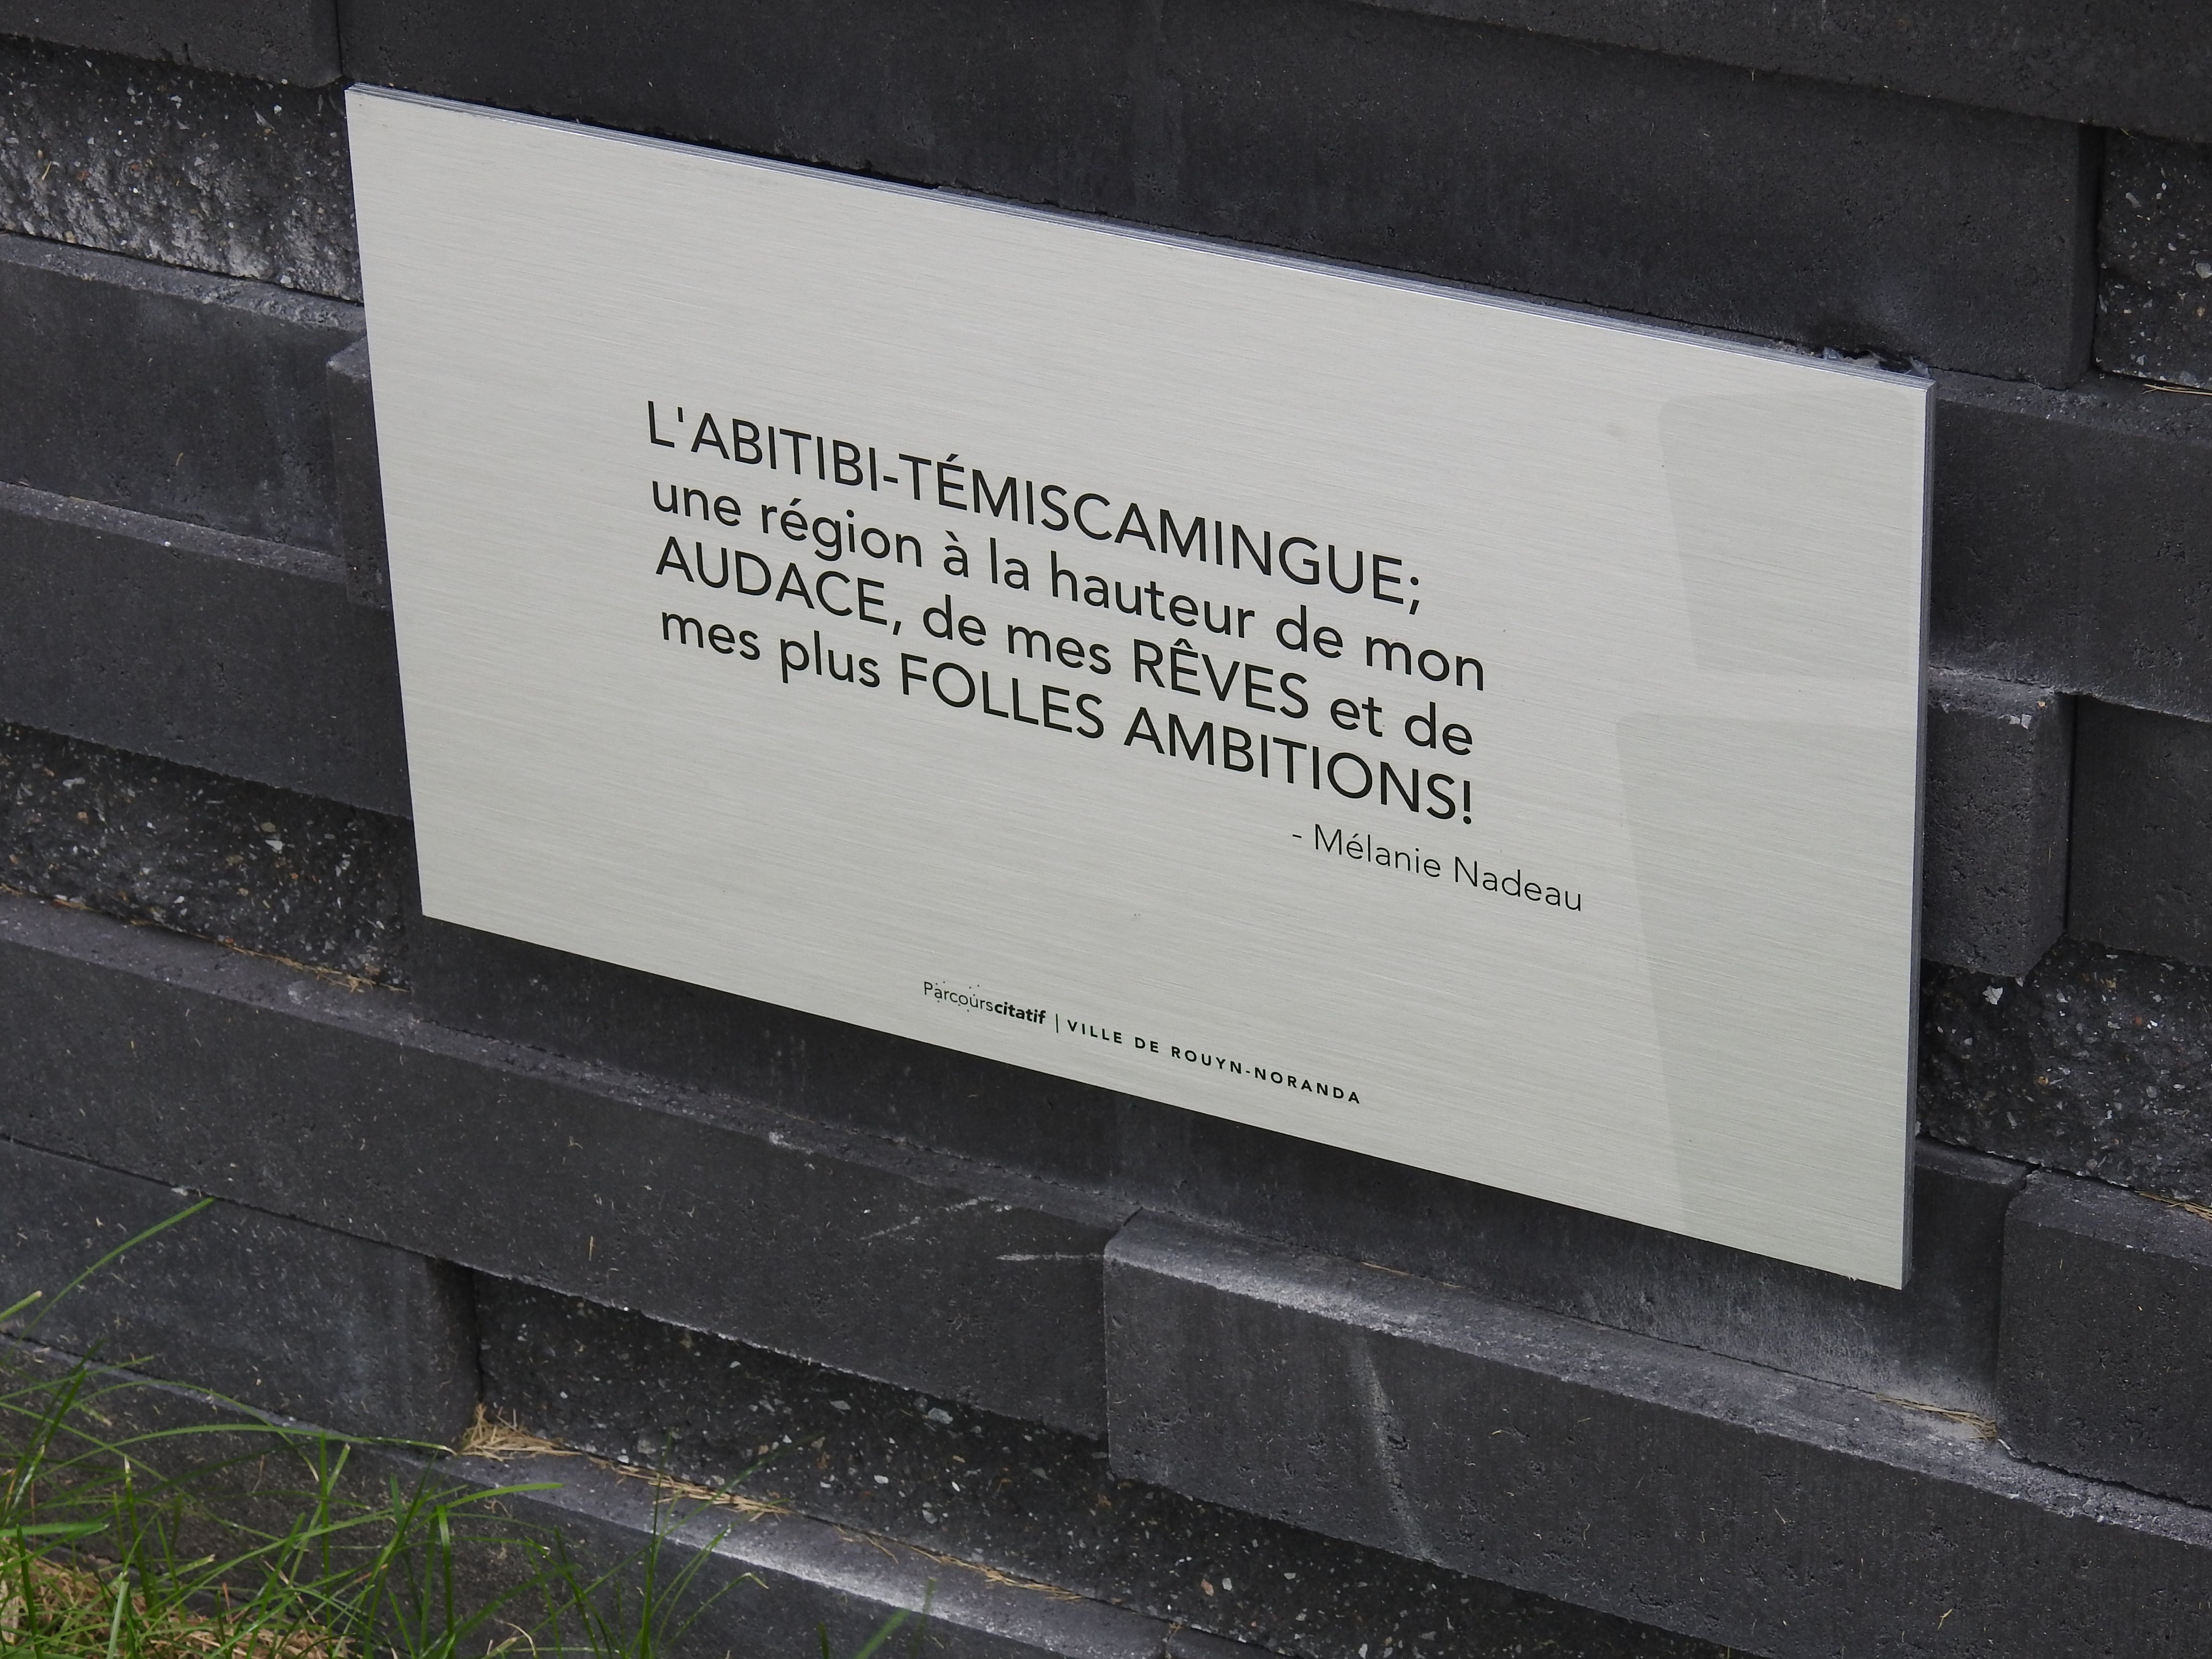 L'ABITIBI-TÉMISCAMINGUE;
une région à la hauteur de mon
AUDACE, de mes RÊVES et de
mes plus FOLLES AMBITIONS!
- Mélanie Nadeau
Parcourscitatif | VILLE DE ROUYN-NORANDA